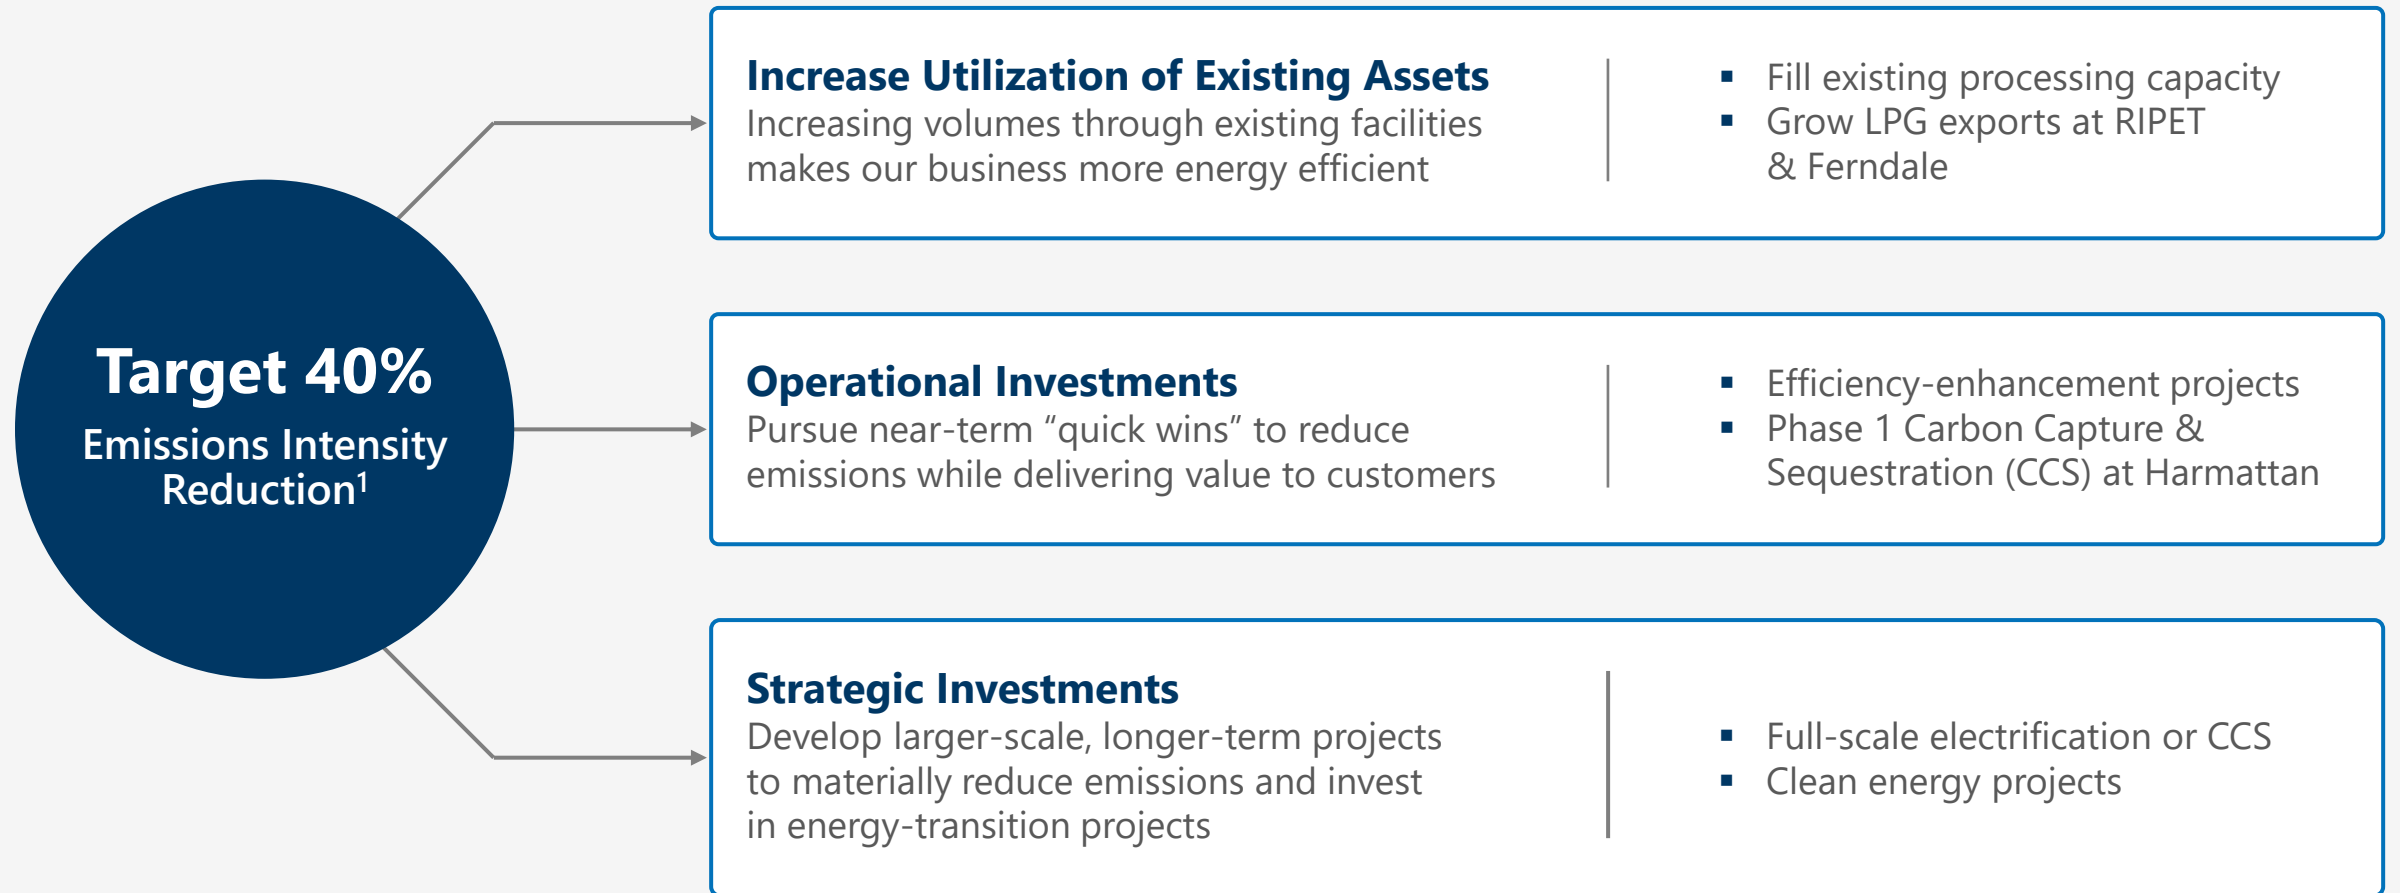 Target 40%
Emissions Intensity
Reduction¹
Increase Utilization of Existing Assets
Increasing volumes through existing facilities
makes our business more energy efficient
▪ Fill existing processing capacity
▪ Grow LPG exports at RIPET
& Ferndale
Operational Investments
Pursue near-term “quick wins” to reduce
emissions while delivering value to customers
▪ Efficiency-enhancement projects
▪ Phase 1 Carbon Capture &
Sequestration (CCS) at Harmattan
Strategic Investments
Develop larger-scale, longer-term projects
to materially reduce emissions and invest
in energy-transition projects
▪ Full-scale electrification or CCS
▪ Clean energy projects